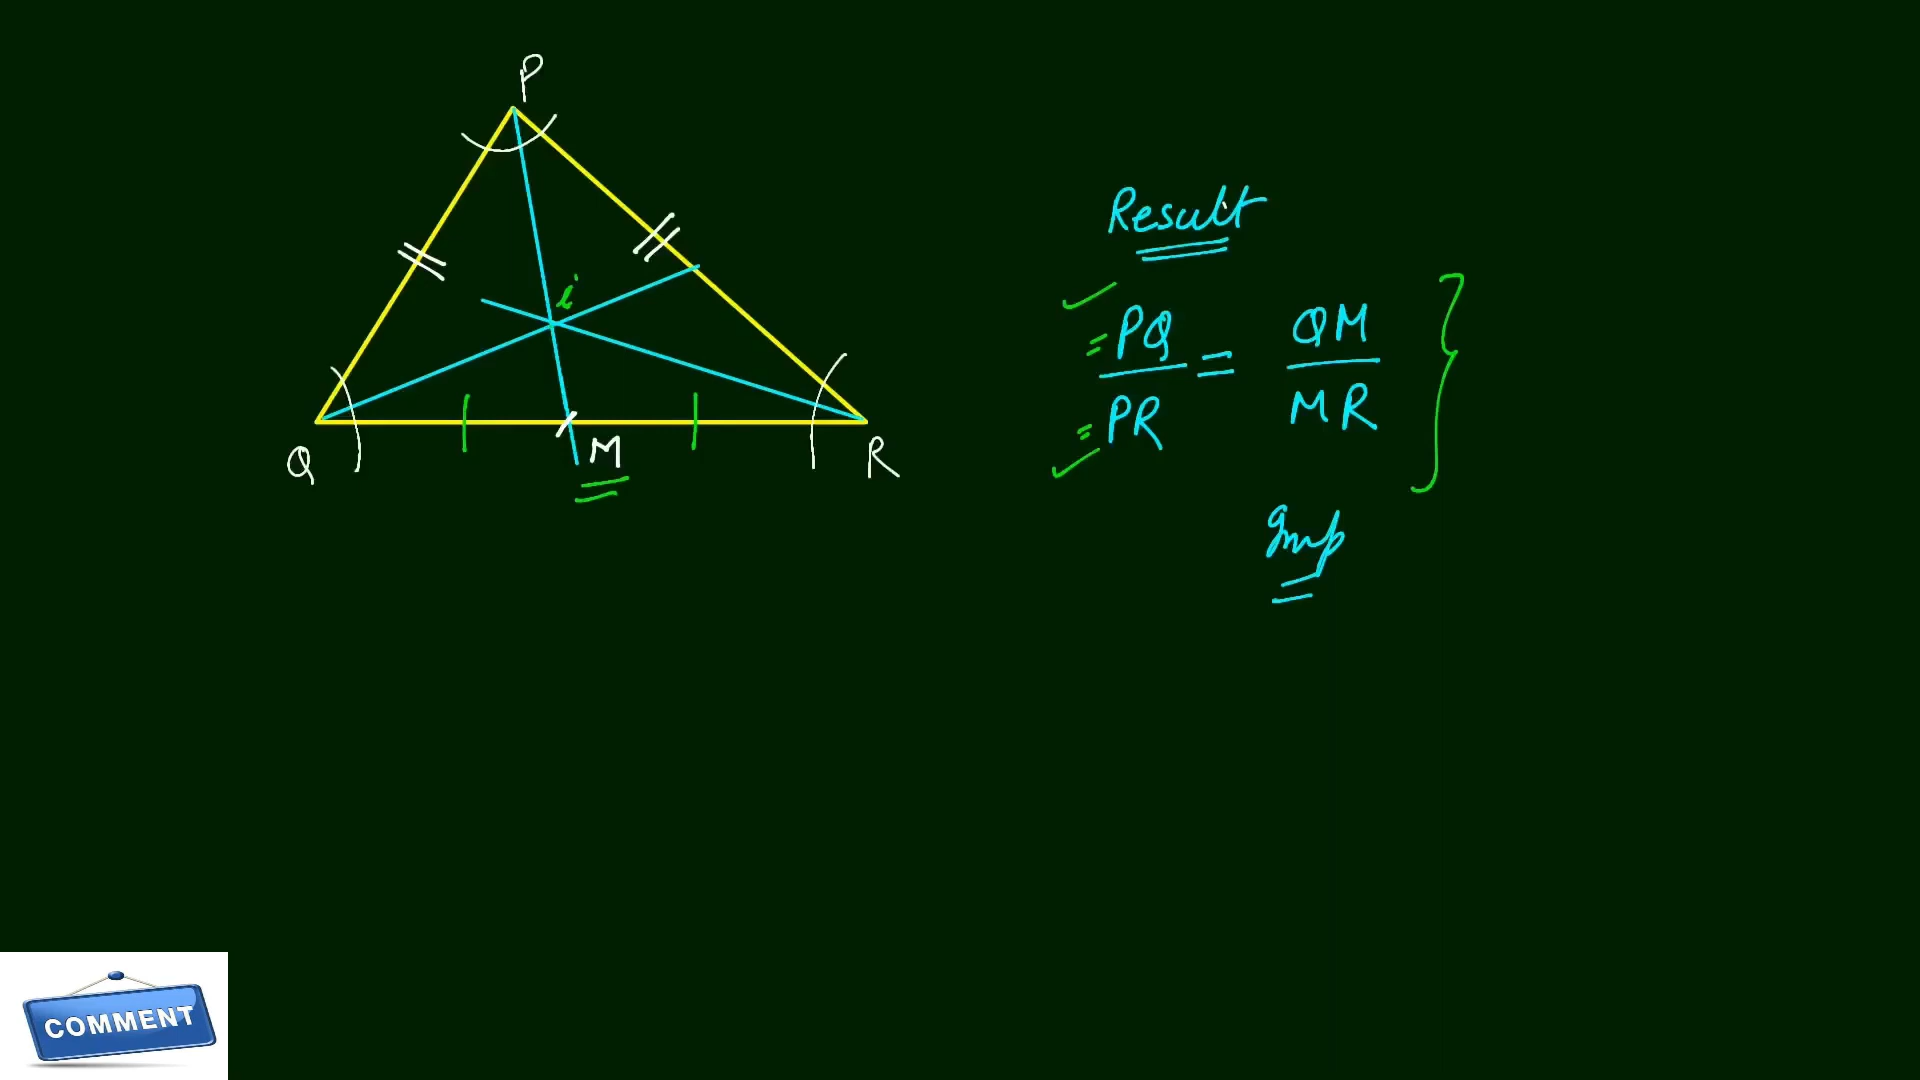 P
i
Q
M
R
Result
PQ/PR = QM/MR
Imp
COMMENT